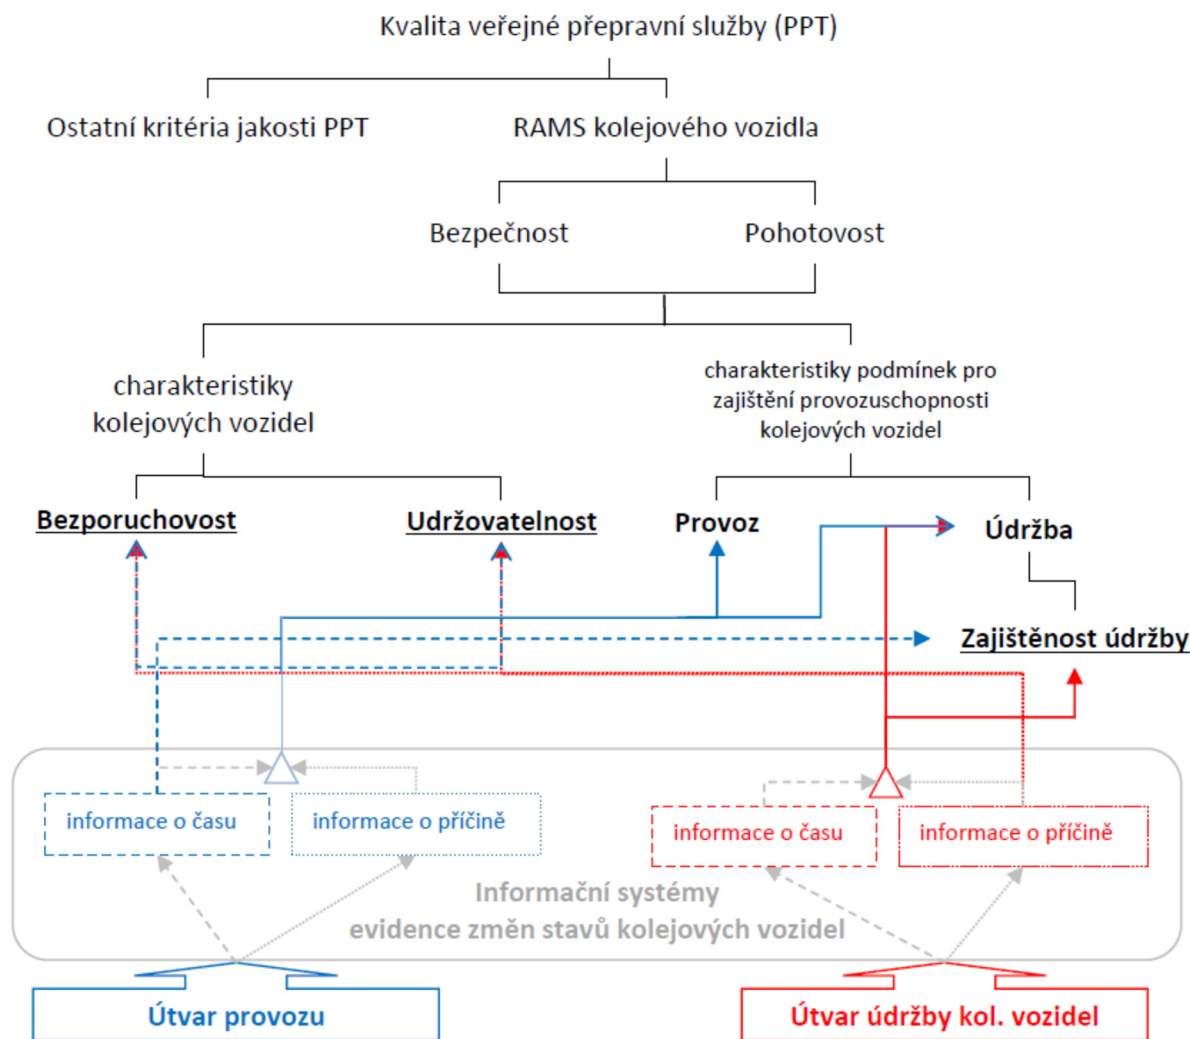 Kvalita veřejné přepravní služby (PPT)
Ostatní kritéria jakosti PPT
RAMS kolejového vozidla
Bezpečnost
Pohotovost
charakteristiky
kolejových vozidel
charakteristiky podmínek pro
zajištění provozuschopnosti
kolejových vozidel
Bezporuchovost
Udržovatelnost
Provoz
Údržba
Zajištěnost údržby
informace o času
informace o příčině
informace o času
informace o příčině
Informační systémy
evidence změn stavů kolejových vozidel
Útvar provozu
Útvar údržby kol. vozidel